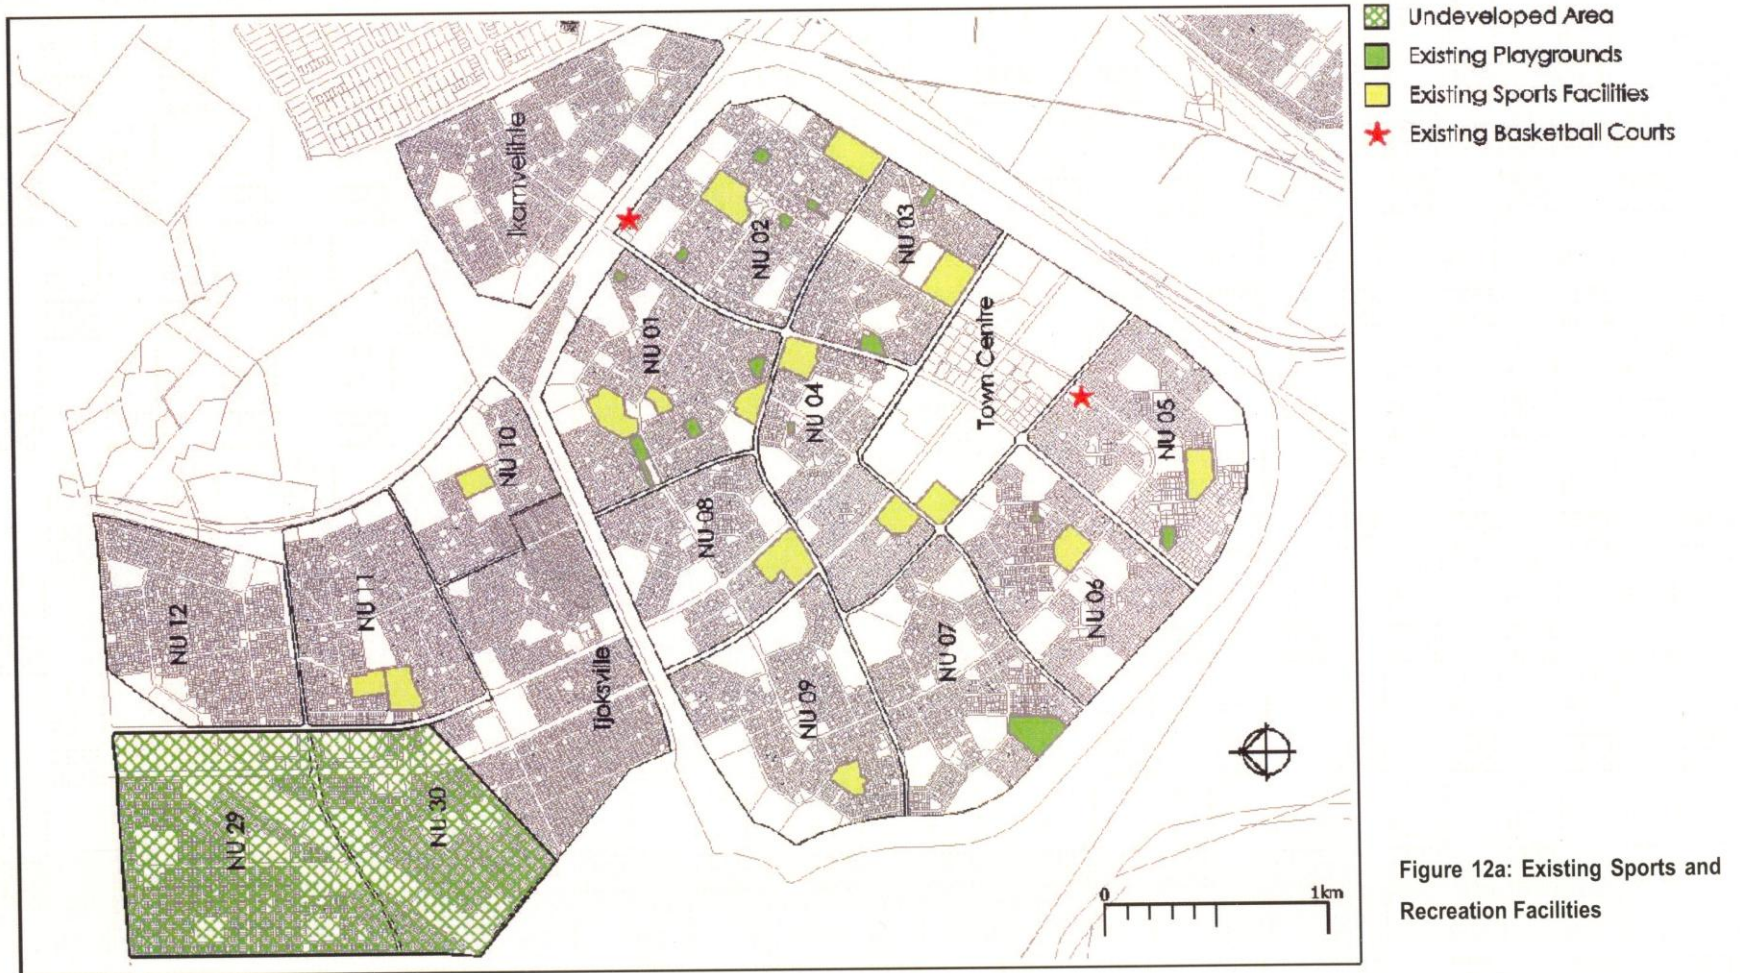 Undeveloped Area
Existing Playgrounds
Existing Sports Facilities
Existing Basketball Courts
Ikamvelihle
NU 02
NU 03
NU 01
Town Centre
NU 04
NU 05
NU 10
NU 08
NU 11
NU 12
NU 06
NU 07
Tjoksville
NU 09
NU 30
NU 29
0 1km
Figure 12a: Existing Sports and
Recreation Facilities